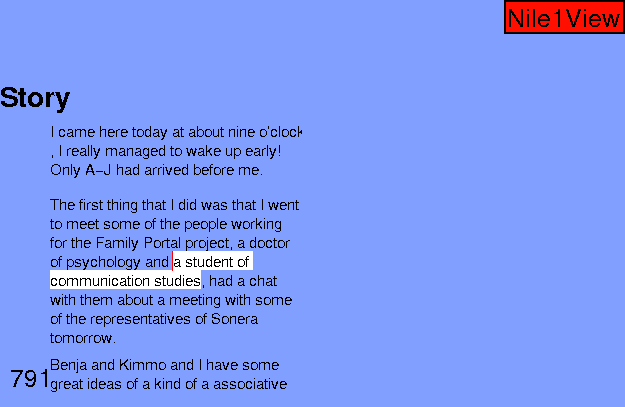 Nile1View
Story
I came here today at about nine o'clock
, I really managed to wake up early!
Only A–J had arrived before me.
The first thing that I did was that I went
to meet some of the people working
for the Family Portal project, a doctor
of psychology and a student of
communication studies, had a chat
with them about a meeting with some
of the representatives of Sonera
tomorrow.
Benja and Kimmo and I have some
great ideas of a kind of a associative
791